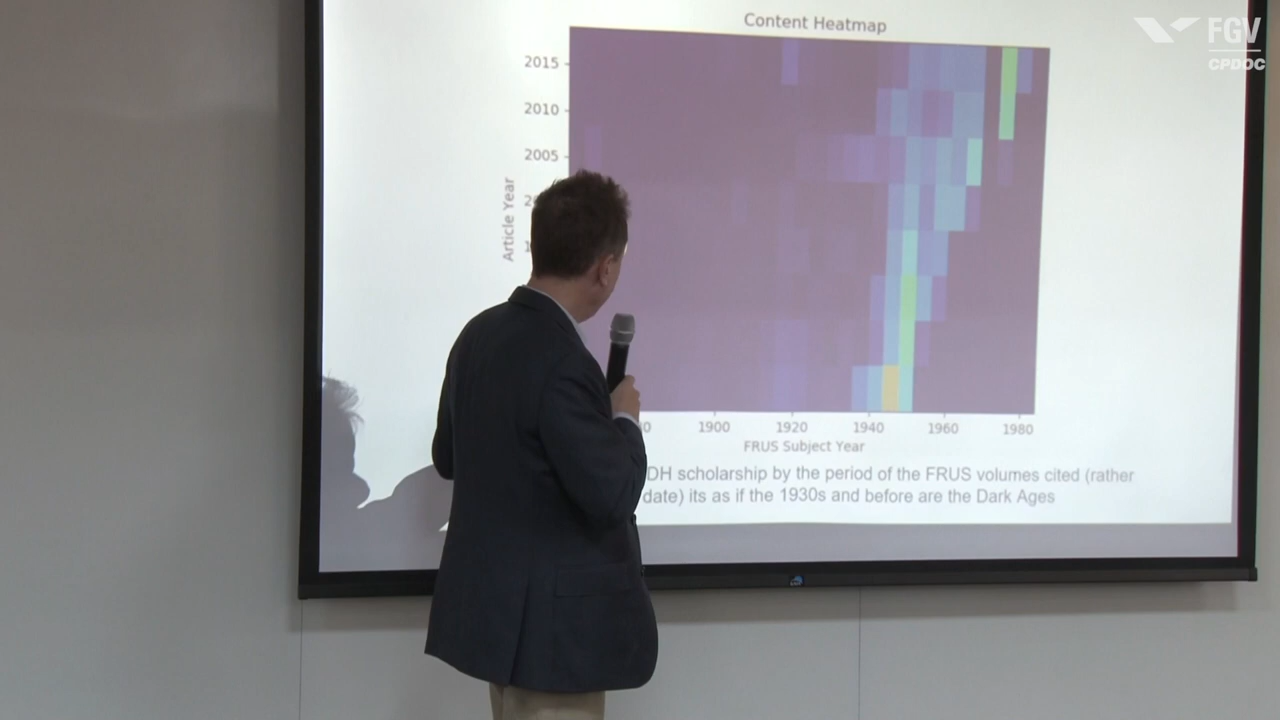 FGV
CPDOC
Content Heatmap
2015
2010
2005
Article Year
1900 1920 1940 1960 1980
FRUS Subject Year
DH scholarship by the period of the FRUS volumes cited (rather
date) its as if the 1930s and before are the Dark Ages